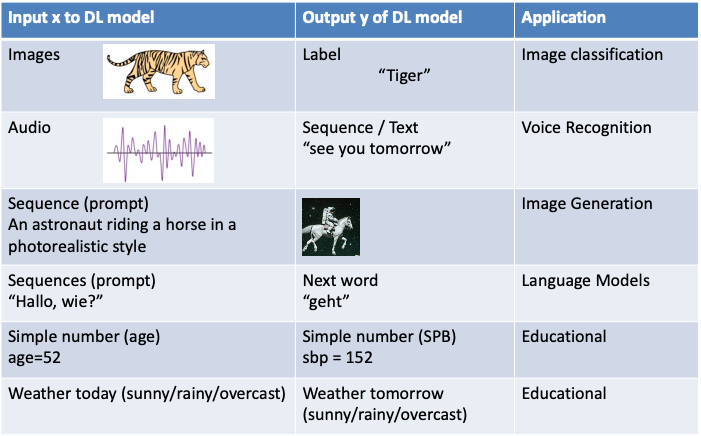 Input x to DL model
Output y of DL model
Application
Images
Label
“Tiger”
Image classification
Audio
Sequence / Text
“see you tomorrow”
Voice Recognition
Sequence (prompt)
An astronaut riding a horse in a
photorealistic style
Image Generation
Sequences (prompt)
“Hallo, wie?”
Next word
“geht”
Language Models
Simple number (age)
age=52
Simple number (SPB)
sbp = 152
Educational
Weather today (sunny/rainy/overcast)
Weather tomorrow
(sunny/rainy/overcast)
Educational